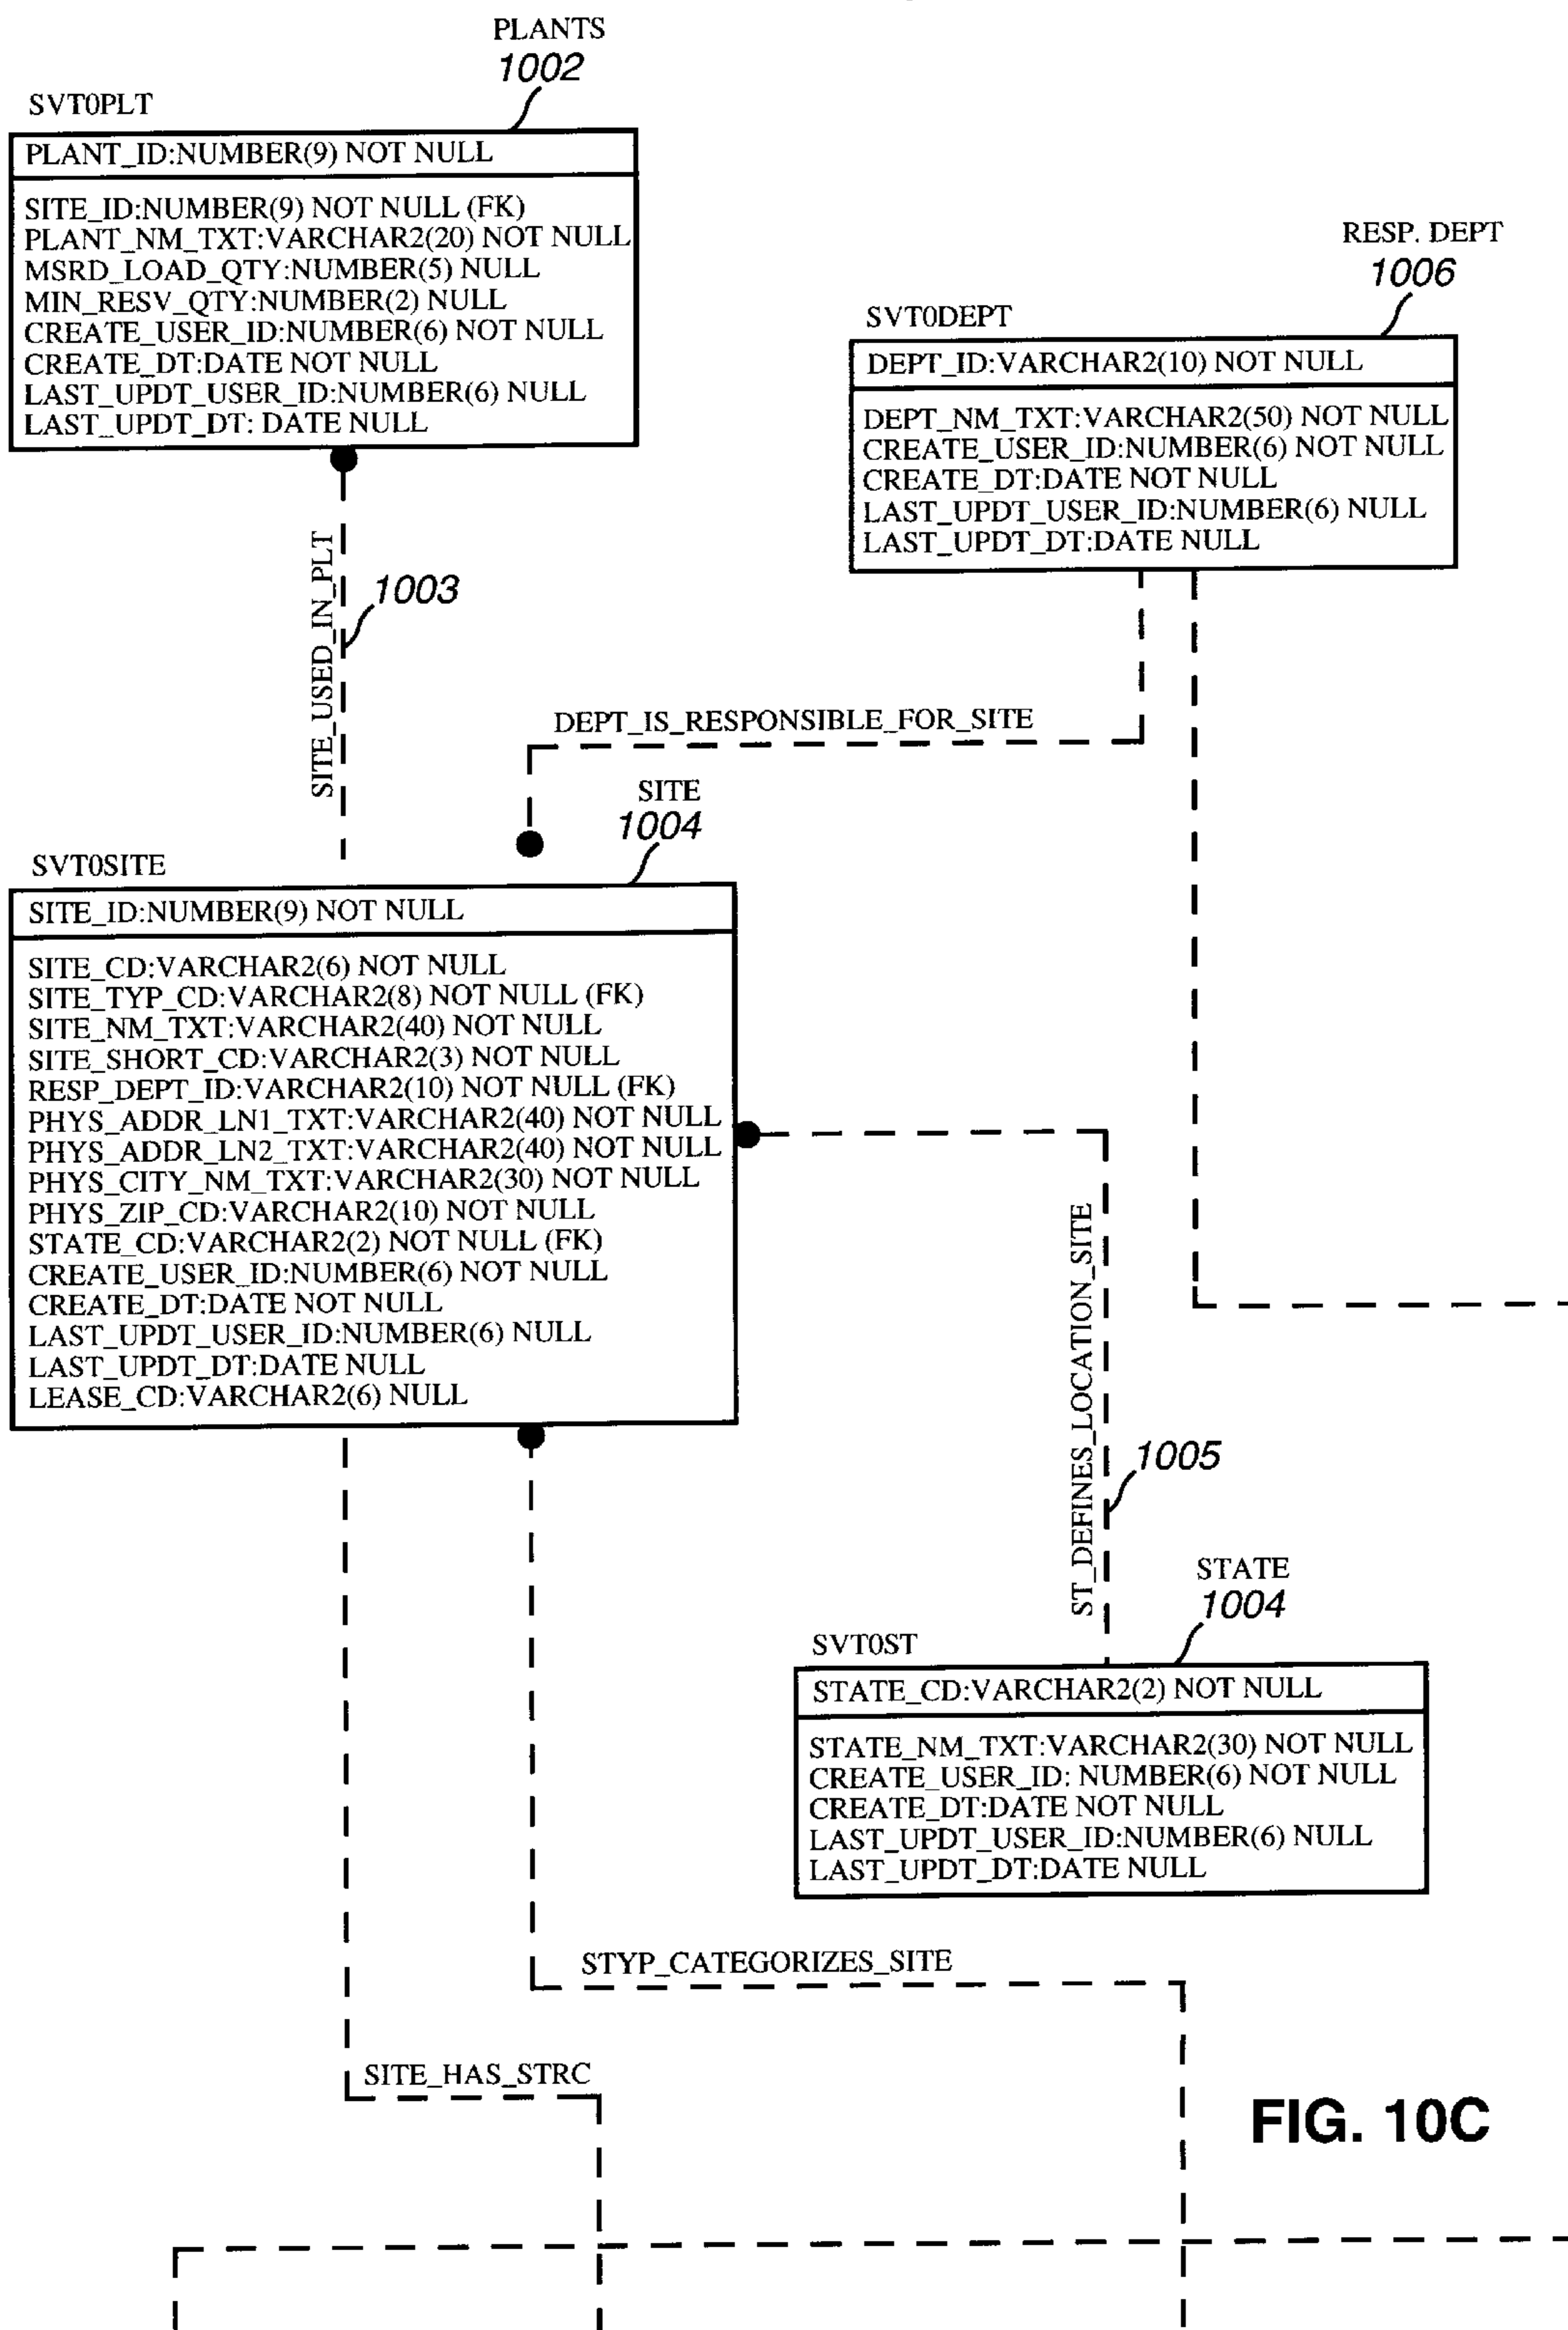 PLANTS
1002
SVT0PLT
PLANT_ID:NUMBER(9) NOT NULL
SITE_ID:NUMBER(9) NOT NULL (FK)
PLANT_NM_TXT:VARCHAR2(20) NOT NULL
MSRD_LOAD_QTY:NUMBER(5) NULL
MIN_RESV_QTY:NUMBER(2) NULL
CREATE_USER_ID:NUMBER(6) NOT NULL
CREATE_DT:DATE NOT NULL
LAST_UPDT_USER_ID:NUMBER(6) NULL
LAST_UPDT_DT: DATE NULL
RESP. DEPT
1006
SVT0DEPT
DEPT_ID:VARCHAR2(10) NOT NULL
DEPT_NM_TXT:VARCHAR2(50) NOT NULL
CREATE_USER_ID:NUMBER(6) NOT NULL
CREATE_DT:DATE NOT NULL
LAST_UPDT_USER_ID:NUMBER(6) NULL
LAST_UPDT_DT:DATE NULL
SITE_USED_IN_PLT
1003
DEPT_IS_RESPONSIBLE_FOR_SITE
SITE
1004
SVT0SITE
SITE_ID:NUMBER(9) NOT NULL
SITE_CD:VARCHAR2(6) NOT NULL
SITE_TYP_CD:VARCHAR2(8) NOT NULL (FK)
SITE_NM_TXT:VARCHAR2(40) NOT NULL
SITE_SHORT_CD:VARCHAR2(3) NOT NULL
RESP_DEPT_ID:VARCHAR2(10) NOT NULL (FK)
PHYS_ADDR_LN1_TXT:VARCHAR2(40) NOT NULL
PHYS_ADDR_LN2_TXT:VARCHAR2(40) NOT NULL
PHYS_CITY_NM_TXT:VARCHAR2(30) NOT NULL
PHYS_ZIP_CD:VARCHAR2(10) NOT NULL
STATE_CD:VARCHAR2(2) NOT NULL (FK)
CREATE_USER_ID:NUMBER(6) NOT NULL
CREATE_DT:DATE NOT NULL
LAST_UPDT_USER_ID:NUMBER(6) NULL
LAST_UPDT_DT:DATE NULL
LEASE_CD:VARCHAR2(6) NULL
ST_DEFINES_LOCATION_SITE
1005
STATE
1004
SVT0ST
STATE_CD:VARCHAR2(2) NOT NULL
STATE_NM_TXT:VARCHAR2(30) NOT NULL
CREATE_USER_ID: NUMBER(6) NOT NULL
CREATE_DT:DATE NOT NULL
LAST_UPDT_USER_ID:NUMBER(6) NULL
LAST_UPDT_DT:DATE NULL
STYP_CATEGORIZES_SITE
SITE_HAS_STRC
FIG. 10C